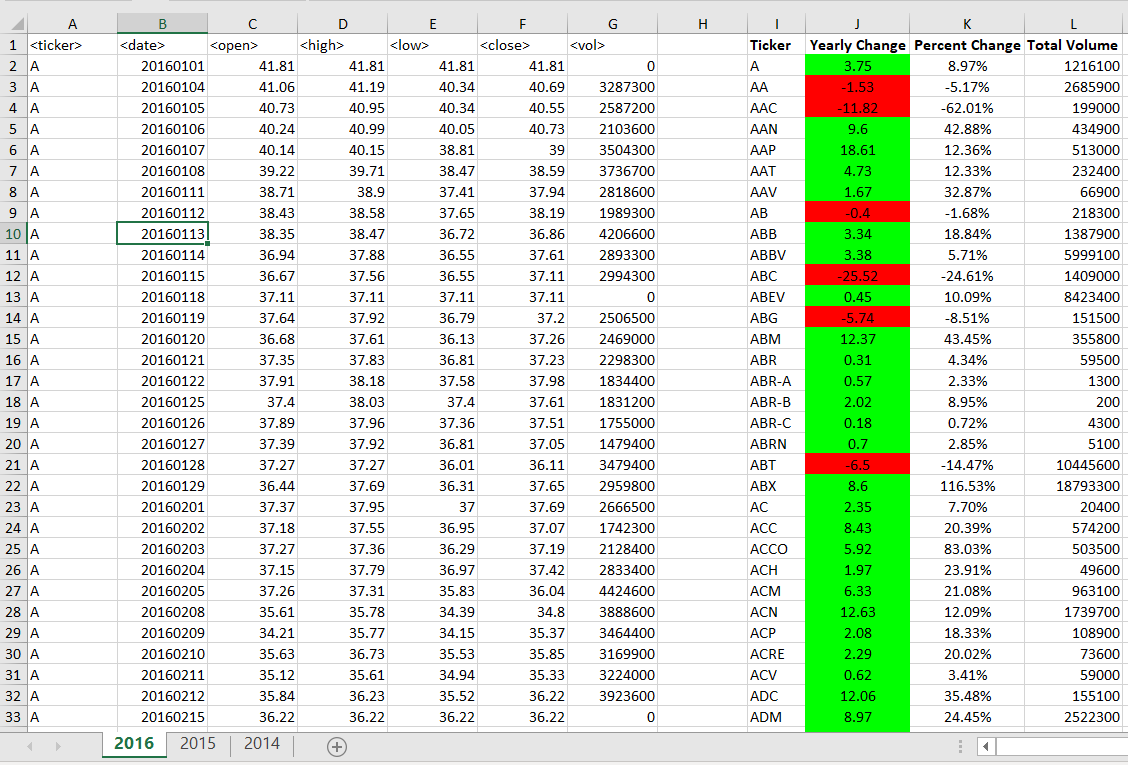 A B C D E F G H I J K L
1 <ticker> <date> <open> <high> <low> <close> <vol> Ticker Yearly Change Percent Change Total Volume
2 A 20160101 41.81 41.81 41.81 41.81 0 A 3.75 8.97% 1216100
3 A 20160104 41.06 41.19 40.34 40.69 3287300 AA -1.53 -5.17% 2685900
4 A 20160105 40.73 40.95 40.34 40.55 2587200 AAC -11.82 -62.01% 199000
5 A 20160106 40.24 40.99 40.05 40.73 2103600 AAN 9.6 42.88% 434900
6 A 20160107 40.14 40.15 38.81 39 3504300 AAP 18.61 12.36% 513000
7 A 20160108 39.22 39.71 38.47 38.59 3736700 AAT 4.73 12.33% 232400
8 A 20160111 38.71 38.9 37.41 37.94 2818600 AAV 1.67 32.87% 66900
9 A 20160112 38.43 38.58 37.65 38.19 1989300 AB -0.4 -1.68% 218300
10 A 20160113 38.35 38.47 36.72 36.86 4206600 ABB 3.34 18.84% 1387900
11 A 20160114 36.94 37.88 36.55 37.61 2893300 ABBV 3.38 5.71% 5999100
12 A 20160115 36.67 37.56 36.55 37.11 2994300 ABC -25.52 -24.61% 1409000
13 A 20160118 37.11 37.11 37.11 37.11 0 ABEV 0.45 10.09% 8423400
14 A 20160119 37.64 37.92 36.79 37.2 2506500 ABG -5.74 -8.51% 151500
15 A 20160120 36.68 37.61 36.13 37.26 2469000 ABM 12.37 43.45% 355800
16 A 20160121 37.35 37.83 36.81 37.23 2298300 ABR 0.31 4.34% 59500
17 A 20160122 37.91 38.18 37.58 37.98 1834400 ABR-A 0.57 2.33% 1300
18 A 20160125 37.4 38.03 37.4 37.61 1831200 ABR-B 2.02 8.95% 200
19 A 20160126 37.89 37.96 37.36 37.51 1755000 ABR-C 0.18 0.72% 4300
20 A 20160127 37.39 37.92 36.81 37.05 1479400 ABRN 0.7 2.85% 5100
21 A 20160128 37.27 37.27 36.01 36.11 3479400 ABT -6.5 -14.47% 10445600
22 A 20160129 36.44 37.69 36.31 37.65 2959800 ABX 8.6 116.53% 18793300
23 A 20160201 37.37 37.95 37 37.69 2666500 AC 2.35 7.70% 20400
24 A 20160202 37.18 37.55 36.95 37.07 1742300 ACC 8.43 20.39% 574200
25 A 20160203 37.27 37.36 36.29 37.19 2128400 ACCO 5.92 83.03% 503500
26 A 20160204 37.15 37.79 36.97 37.42 2833400 ACH 1.97 23.91% 49600
27 A 20160205 37.26 37.31 35.83 36.04 4424600 ACM 6.33 21.08% 963100
28 A 20160208 35.61 35.78 34.39 34.8 3888600 ACN 12.63 12.09% 1739700
29 A 20160209 34.21 35.77 34.15 35.37 3464400 ACP 2.08 18.33% 108900
30 A 20160210 35.63 36.73 35.53 35.85 3169900 ACRE 2.29 20.02% 73600
31 A 20160211 35.12 35.61 34.94 35.33 3224000 ACV 0.62 3.41% 59000
32 A 20160212 35.84 36.23 35.52 36.22 3923600 ADC 12.06 35.48% 155100
33 A 20160215 36.22 36.22 36.22 36.22 0 ADM 8.97 24.45% 2522300
2016 2015 2014